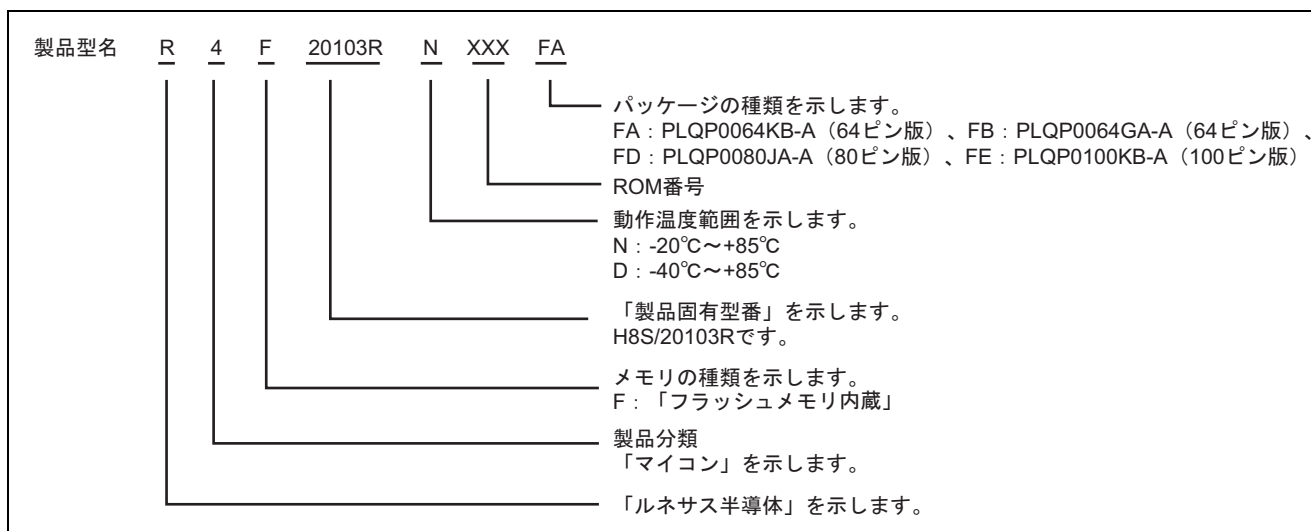 製品型名 R 4 F 20103R N XXX FA
パッケージの種類を示します。
FA：PLQP0064KB-A（64ピン版）、FB：PLQP0064GA-A（64ピン版）、
FD：PLQP0080JA-A（80ピン版）、FE：PLQP0100KB-A（100ピン版）
ROM番号
動作温度範囲を示します。
N：-20℃～+85℃
D：-40℃～+85℃
「製品固有型番」を示します。
H8S/20103Rです。
メモリの種類を示します。
F：「フラッシュメモリ内蔵」
製品分類
「マイコン」を示します。
「ルネサス半導体」を示します。